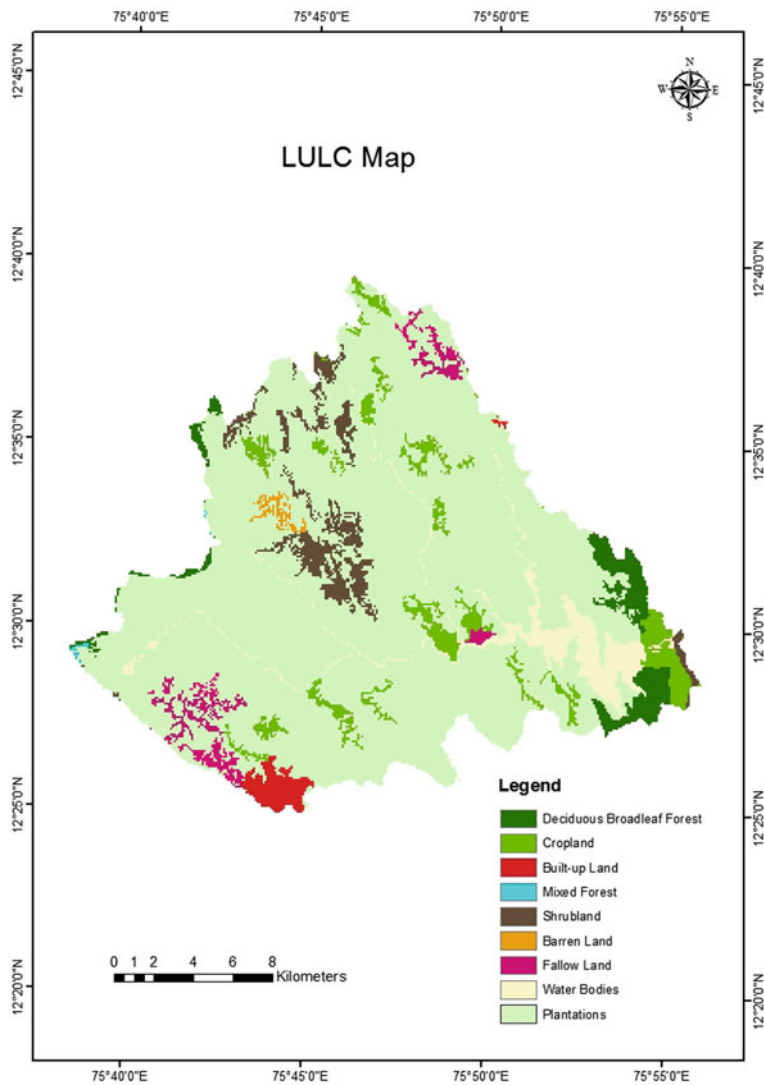 75°40'0"E 75°45'0"E 75°50'0"E 75°55'0"E
12°45'0"N 12°45'0"N
N
W E
S
LULC Map
12°40'0"N 12°40'0"N
12°35'0"N 12°35'0"N
12°30'0"N 12°30'0"N
12°25'0"N 12°25'0"N
Legend
Deciduous Broadleaf Forest
Cropland
Built-up Land
Mixed Forest
Shrubland
Barren Land
Fallow Land
Water Bodies
Plantations
0 1 2 4 6 8
Kilometers
12°20'0"N 12°20'0"N
75°40'0"E 75°45'0"E 75°50'0"E 75°55'0"E